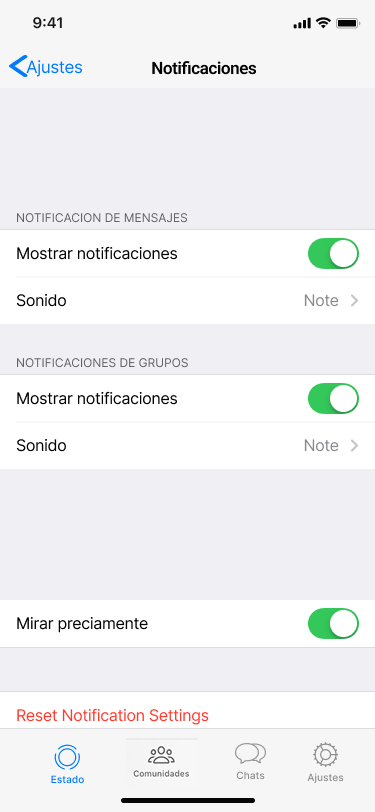 9:41
Ajustes
Notificaciones
NOTIFICACION DE MENSAJES
Mostrar notificaciones
Sonido Note
NOTIFICACIONES DE GRUPOS
Mostrar notificaciones
Sonido Note
Mirar preciamente
Reset Notification Settings
Estado Comunidades Chats Ajustes